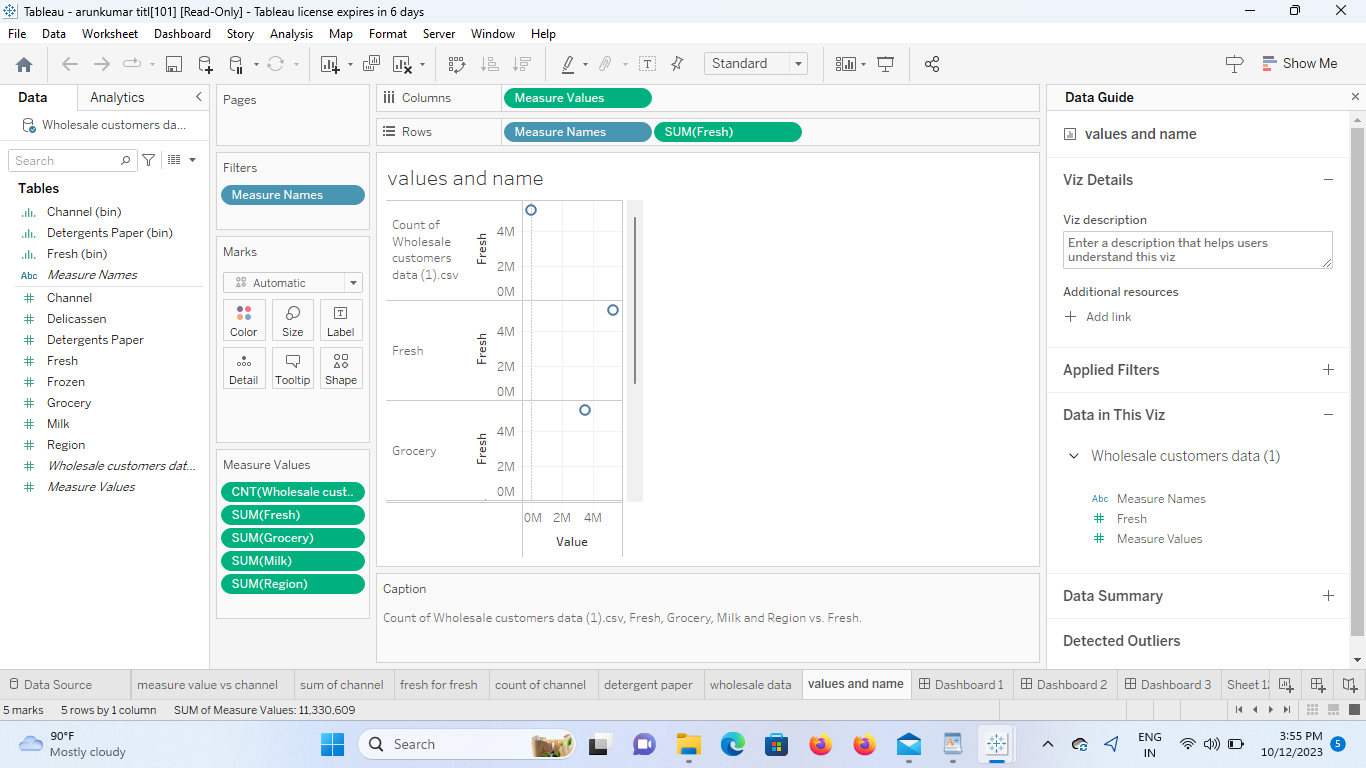 Tableau - arunkumar titl[101] [Read-Only] - Tableau license expires in 6 days
File Data Worksheet Dashboard Story Analysis Map Format Server Window Help
Standard
Show Me
Data Analytics
Wholesale customers da...
Search
Tables
Channel (bin)
Detergents Paper (bin)
Fresh (bin)
Abc Measure Names
Channel
Delicassen
Detergents Paper
Fresh
Frozen
Grocery
Milk
Region
Wholesale customers dat...
Measure Values
Pages
Filters
Measure Names
Marks
Automatic
Color Size Label
Detail Tooltip Shape
Measure Values
CNT(Wholesale cust..
SUM(Fresh)
SUM(Grocery)
SUM(Milk)
SUM(Region)
Columns Measure Values
Rows Measure Names SUM(Fresh)
values and name
Count of
Wholesale
customers
data (1).csv
Fresh
4M
2M
0M
Fresh
Fresh
4M
2M
0M
Grocery
Fresh
4M
2M
0M
0M 2M 4M
Value
Caption
Count of Wholesale customers data (1).csv, Fresh, Grocery, Milk and Region vs. Fresh.
Data Guide
values and name
Viz Details
Viz description
Enter a description that helps users
understand this viz
Additional resources
Add link
Applied Filters
Data in This Viz
Wholesale customers data (1)
Abc Measure Names
Fresh
Measure Values
Data Summary
Detected Outliers
Data Source measure value vs channel sum of channel fresh for fresh count of channel detergent paper wholesale data values and name Dashboard 1 Dashboard 2 Dashboard 3 Sheet 12
5 marks 5 rows by 1 column SUM of Measure Values: 11,330,609
90°F
Mostly cloudy
Search
ENG
IN
3:55 PM
10/12/2023
5